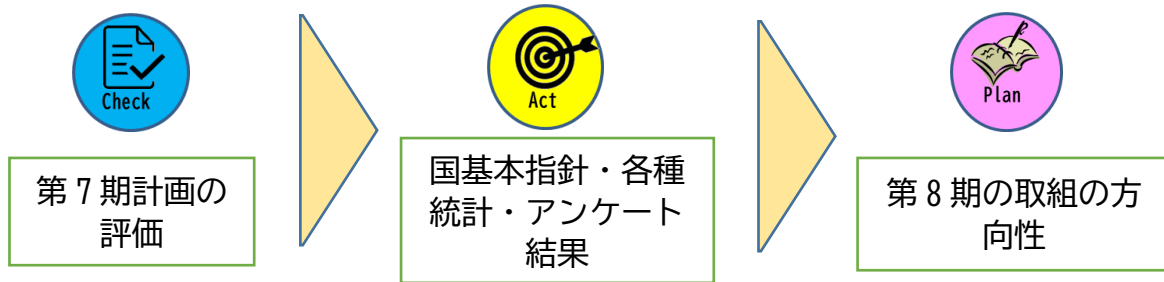 Check
第7期計画の
評価
Act
国基本指針・各種
統計・アンケート
結果
Plan
第8期の取組の方
向性